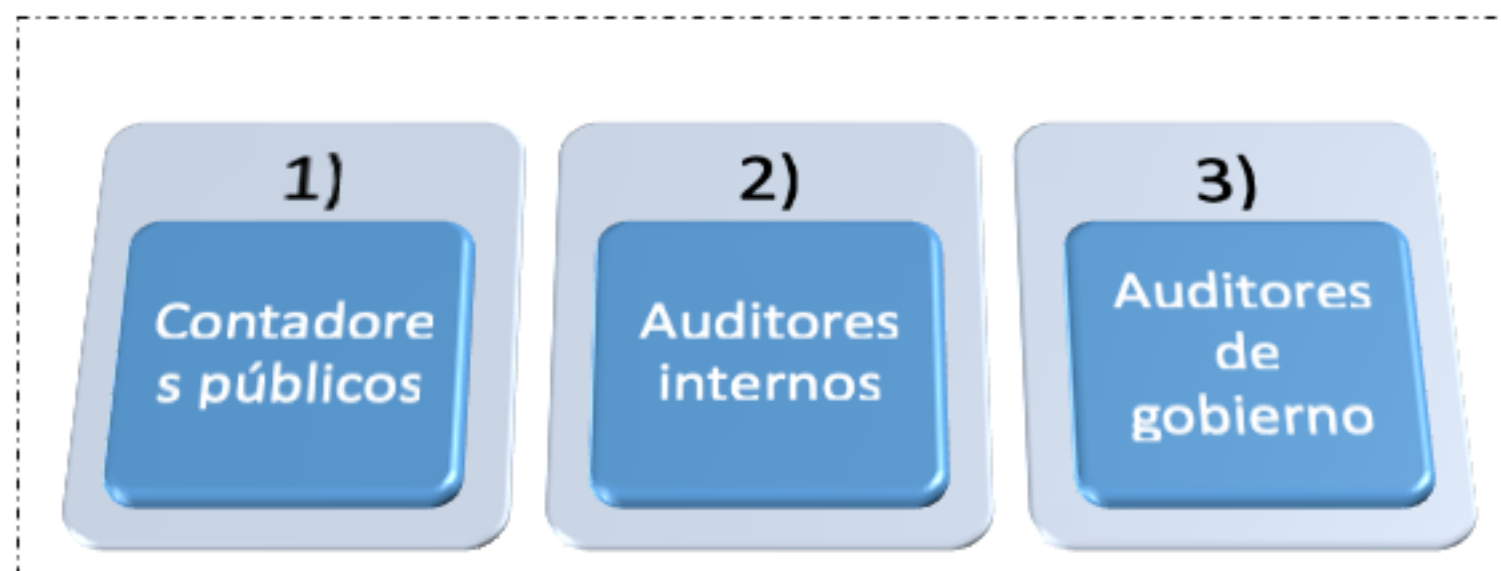 1)
Contadore
s públicos
2)
Auditores
internos
3)
Auditores
de
gobierno